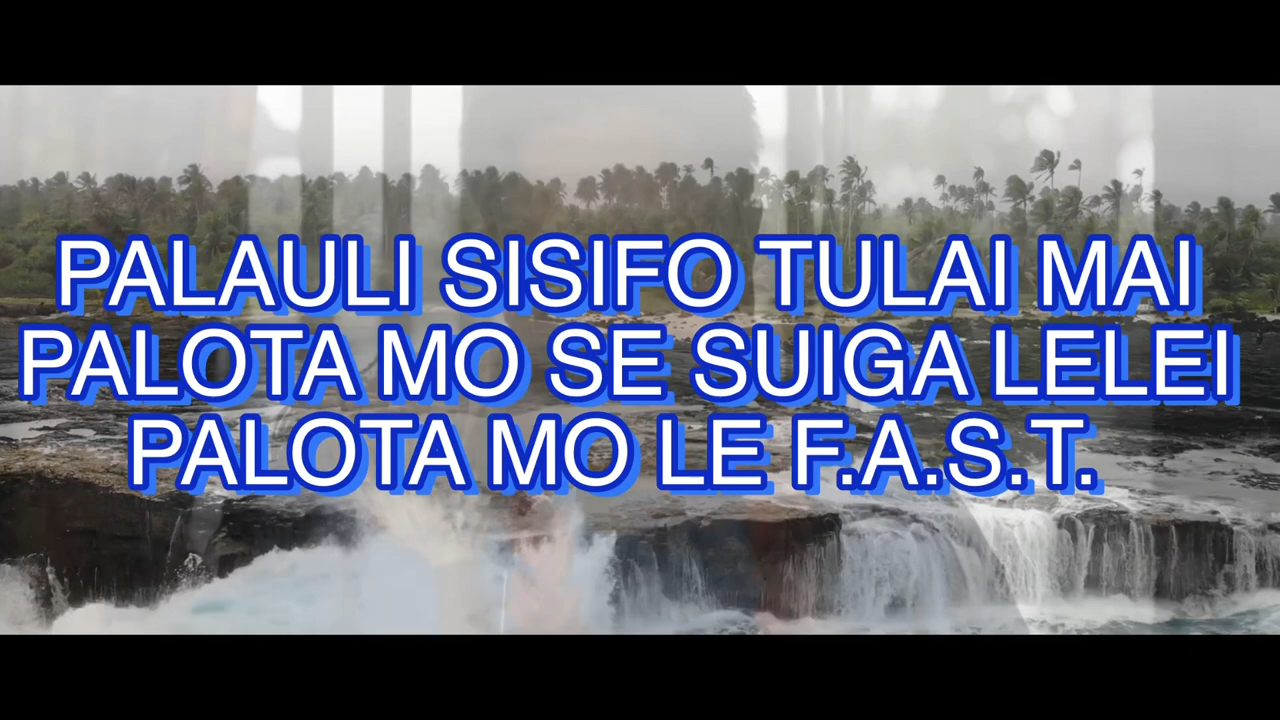 PALAULI SISIFO TULAI MAI
PALOTA MO SE SUIGA LELEI
PALOTA MO LE F.A.S.T.